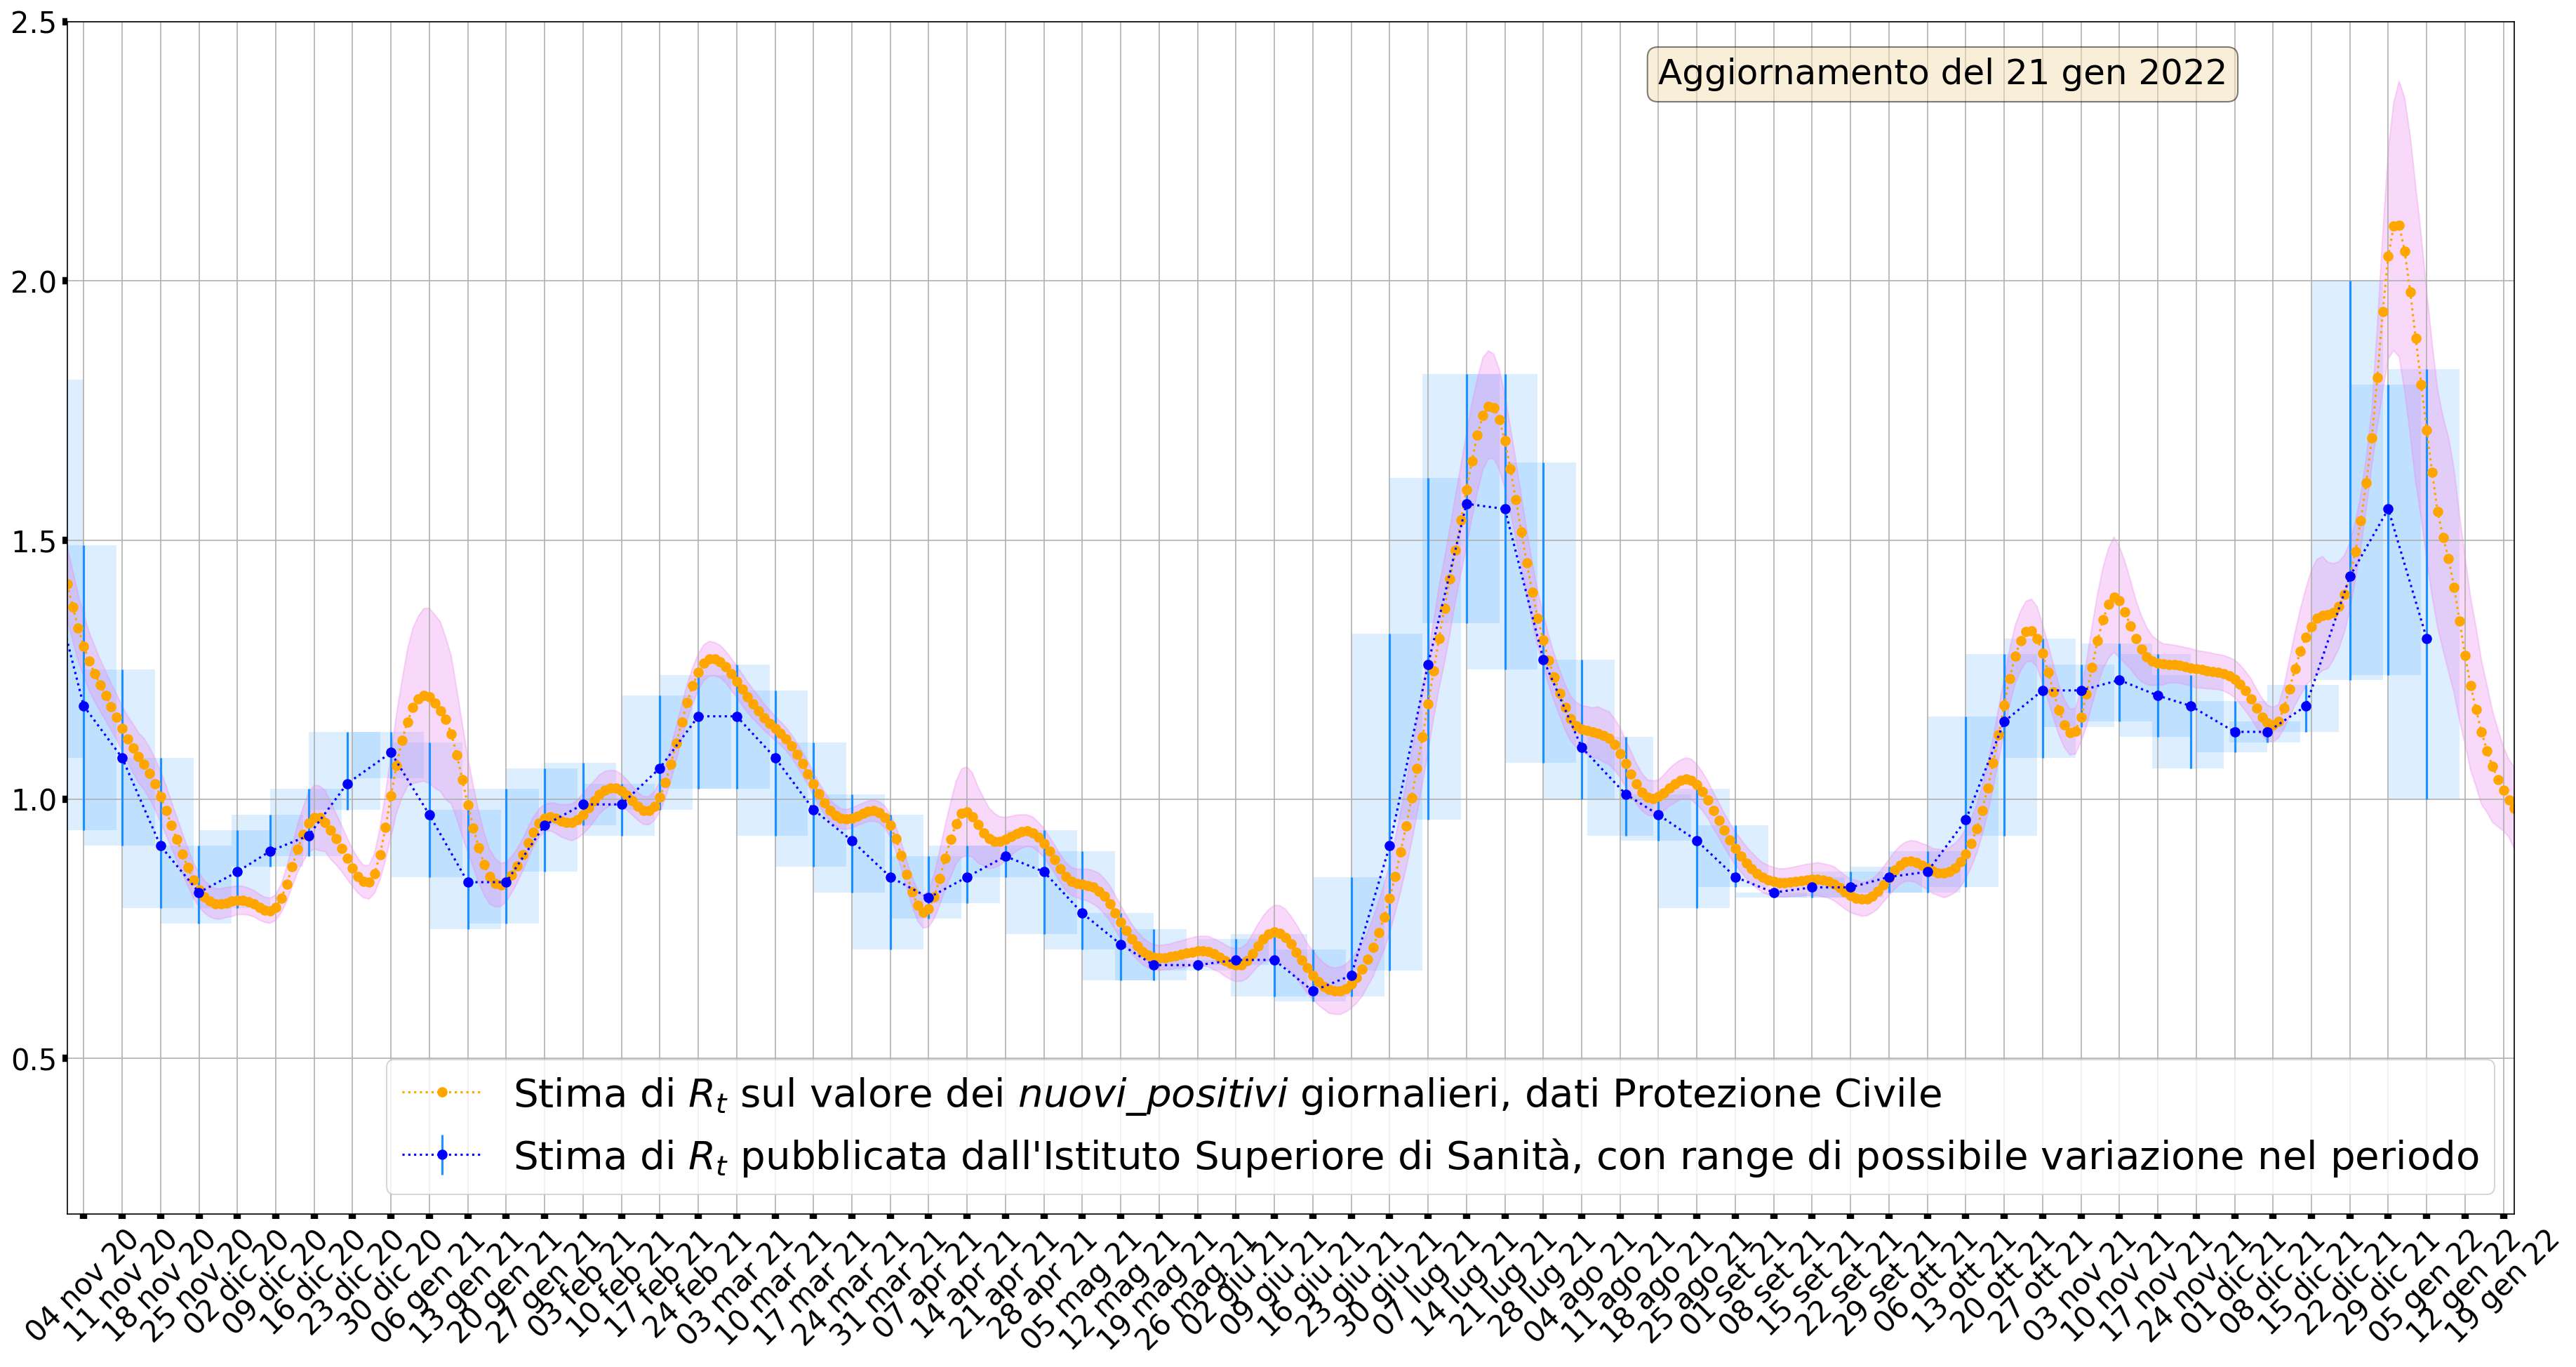 2.5
Aggiornamento del 21 gen 2022
2.0
1.5
1.0
0.5
Stima di Rt sul valore dei nuovi_positivi giornalieri, dati Protezione Civile
Stima di Rt pubblicata dall'Istituto Superiore di Sanità, con range di possibile variazione nel periodo
04 nov 20
11 nov 20
18 nov 20
25 nov 20
02 dic 20
09 dic 20
16 dic 20
23 dic 20
30 dic 20
06 gen 21
13 gen 21
20 gen 21
27 gen 21
03 feb 21
10 feb 21
17 feb 21
24 feb 21
03 mar 21
10 mar 21
17 mar 21
24 mar 21
31 mar 21
07 apr 21
14 apr 21
21 apr 21
28 apr 21
05 mag 21
12 mag 21
19 mag 21
26 mag 21
02 giu 21
09 giu 21
16 giu 21
23 giu 21
30 giu 21
07 lug 21
14 lug 21
21 lug 21
28 lug 21
04 ago 21
11 ago 21
18 ago 21
25 ago 21
01 set 21
08 set 21
15 set 21
22 set 21
29 set 21
06 ott 21
13 ott 21
20 ott 21
27 ott 21
03 nov 21
10 nov 21
17 nov 21
24 nov 21
01 dic 21
08 dic 21
15 dic 21
22 dic 21
29 dic 21
05 gen 22
12 gen 22
19 gen 22